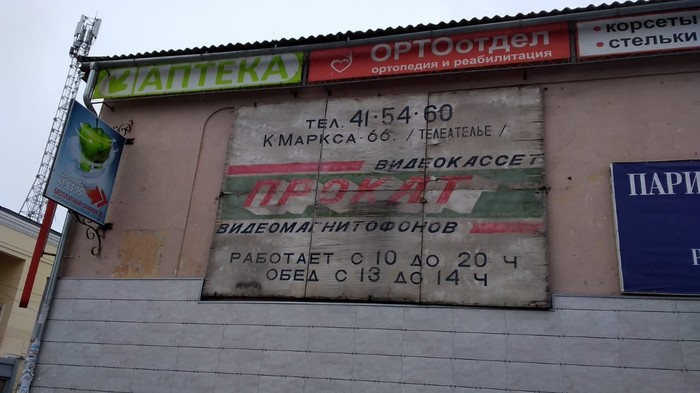 АПТЕКА
ОРТОотдел
ортопедия и реабилитация
• корсеты
• стельки
ТЕЛ. 41-54-60
К·МАРКСА-66. /ТЕЛЕАТЕЛЬЕ/
ВИДЕОКАССЕТ
ПРОКАТ
ВИДЕОМАГНИТОФОНОВ
РАБОТАЕТ С 10 ДО 20 Ч
ОБЕД С 13 ДО 14 Ч
ПАРИ